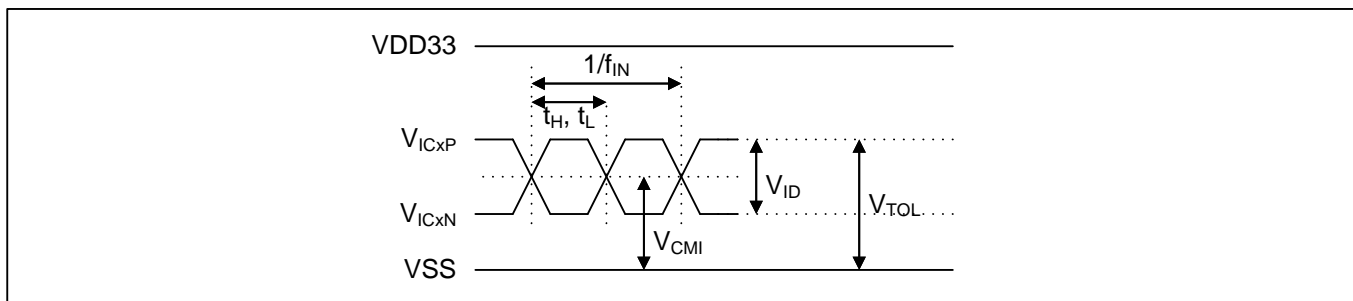 VDD33
1/fIN
tH, tL
VICxP
VID
VTOL
VICxN
VCMI
VSS